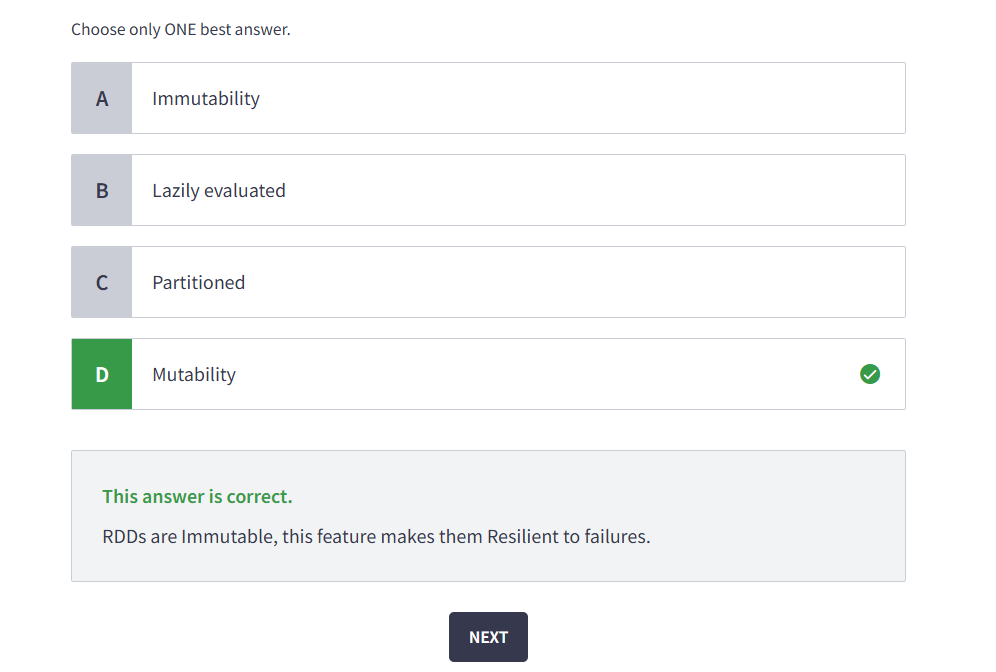 Choose only ONE best answer.
A Immutability
B Lazily evaluated
C Partitioned
D Mutability
This answer is correct.
RDDs are Immutable, this feature makes them Resilient to failures.
NEXT